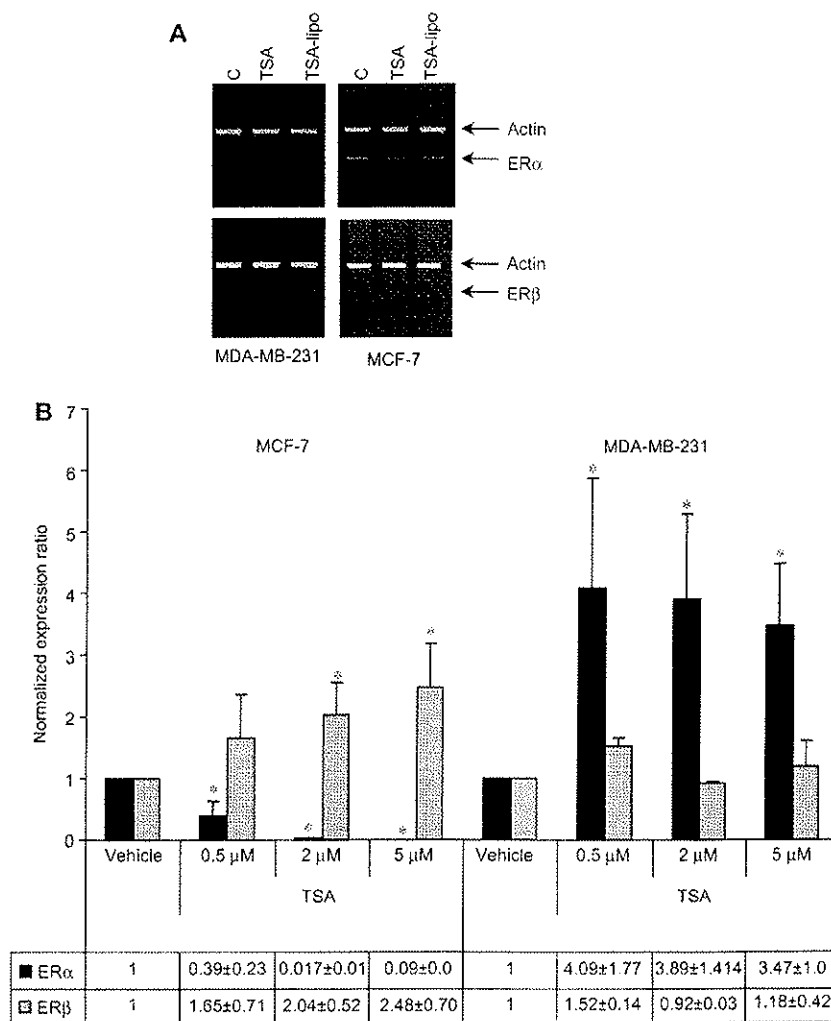 A
C TSA TSA-lipo C TSA TSA-lipo
Actin
ERα
Actin
ERβ
MDA-MB-231 MCF-7
B
Normalized expression ratio
7
6
5
4
3
2
1
0
MCF-7 MDA-MB-231
* * * * * * * *
Vehicle 0.5 µM 2 µM 5 µM Vehicle 0.5 µM 2 µM 5 µM
TSA TSA
ERα 1 0.39±0.23 0.017±0.01 0.09±0.0 1 4.09±1.77 3.89±1.414 3.47±1.0
ERβ 1 1.65±0.71 2.04±0.52 2.48±0.70 1 1.52±0.14 0.92±0.03 1.18±0.42